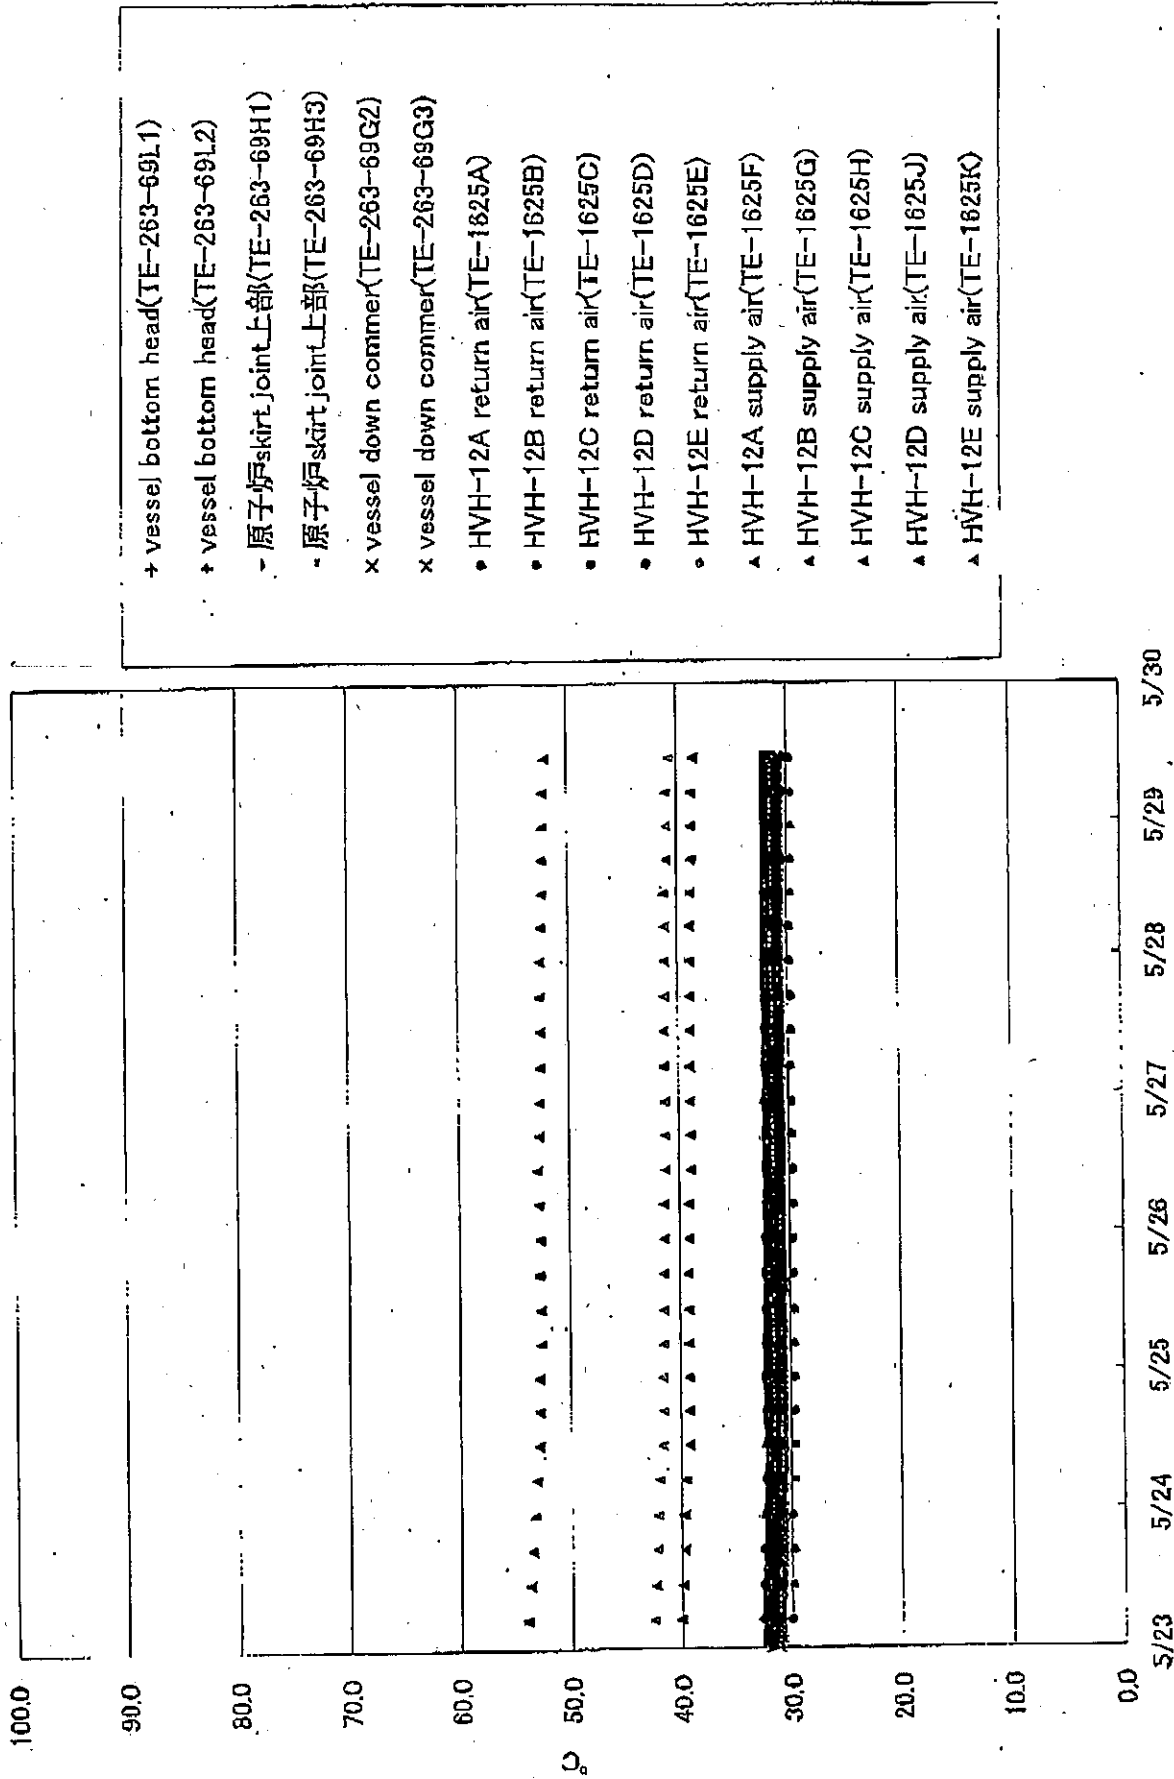 100.0
90.0
80.0
70.0
60.0
50.0
40.0
30.0
20.0
10.0
0.0
°C
5/23
5/24
5/25
5/26
5/27
5/28
5/29
5/30
+ vessel bottom head(TE-263-69L1)
+ vessel bottom head(TE-263-69L2)
- 原子炉skirt joint上部(TE-263-69H1)
- 原子炉skirt joint上部(TE-263-69H3)
× vessel down commer(TE-263-69G2)
× vessel down commer(TE-263-69G3)
● HVH-12A return air(TE-1625A)
● HVH-12B return air(TE-1625B)
● HVH-12C return air(TE-1625C)
● HVH-12D return air(TE-1625D)
● HVH-12E return air(TE-1625E)
▲ HVH-12A supply air(TE-1625F)
▲ HVH-12B supply air(TE-1625G)
▲ HVH-12C supply air(TE-1625H)
▲ HVH-12D supply air(TE-1625J)
▲ HVH-12E supply air(TE-1625K)